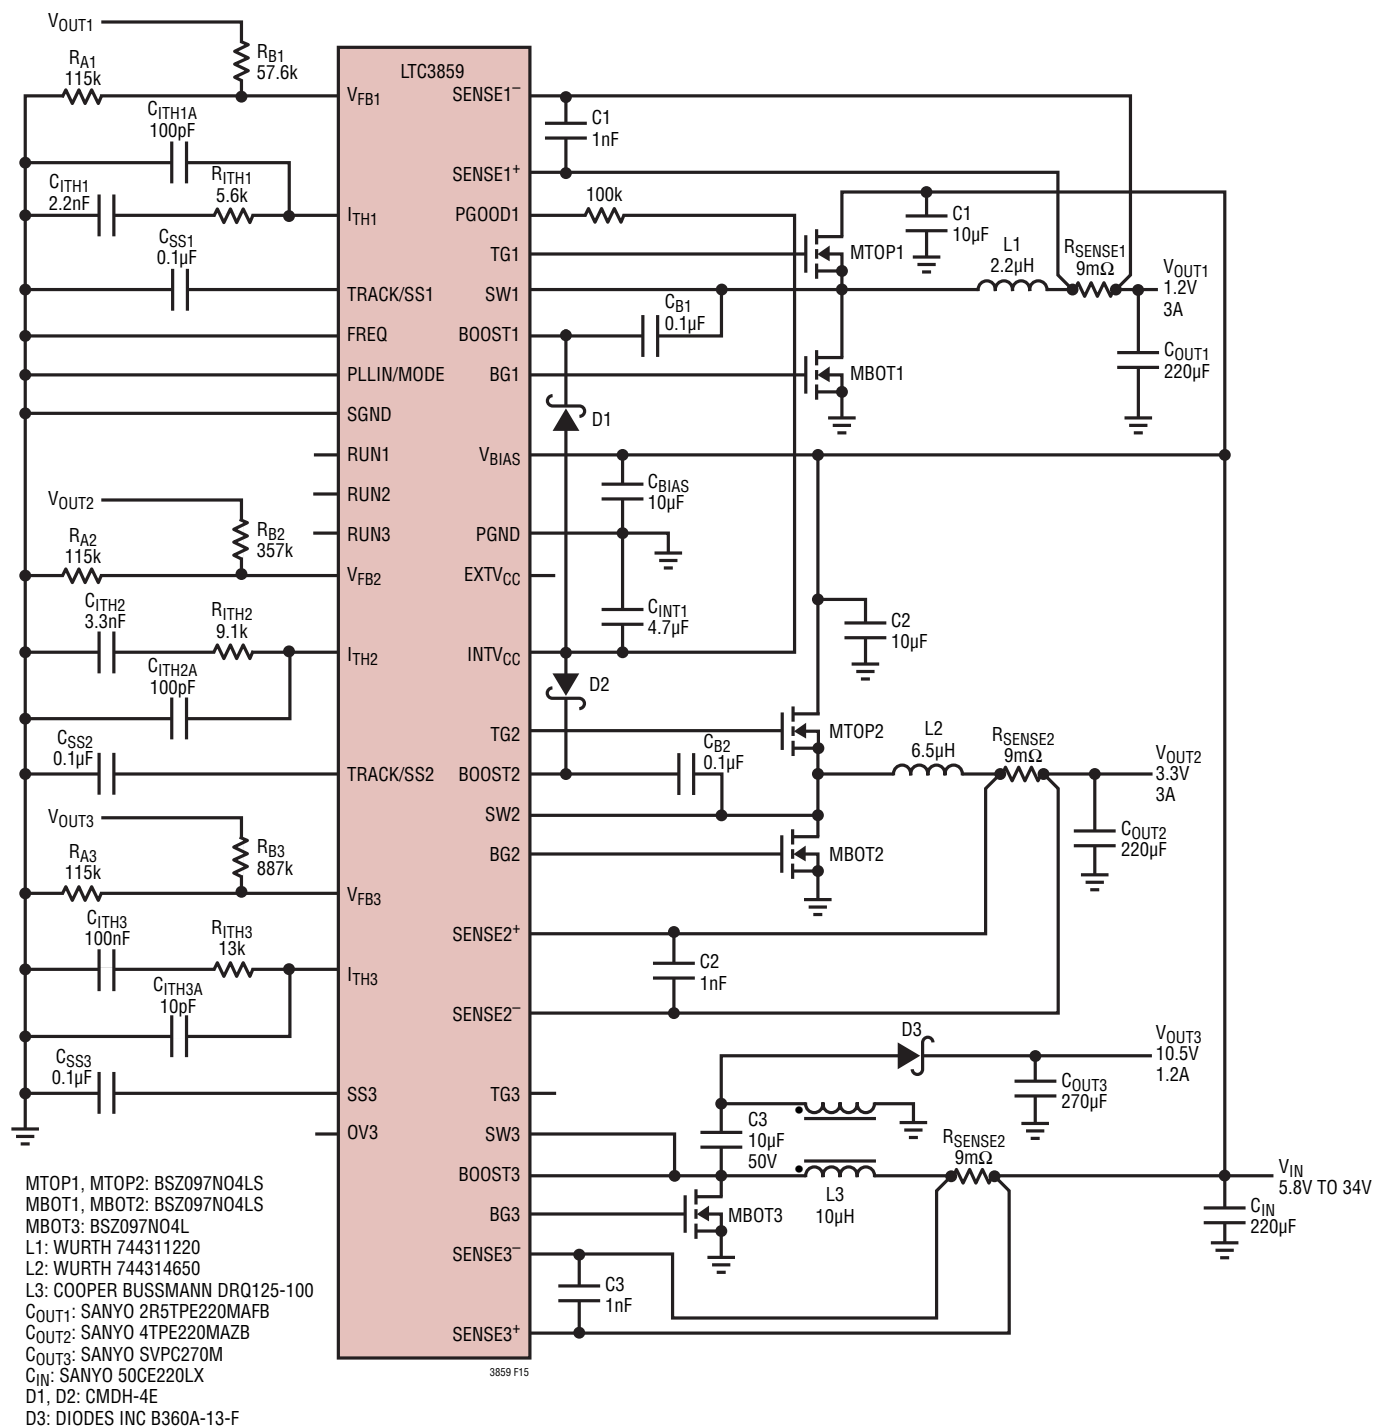 VOUT1
RA1
115k
RB1
57.6k
CITH1A
100pF
CITH1
2.2nF
RITH1
5.6k
CSS1
0.1µF
VOUT2
RA2
115k
RB2
357k
CITH2
3.3nF
RITH2
9.1k
CITH2A
100pF
CSS2
0.1µF
VOUT3
RA3
115k
RB3
887k
CITH3
100nF
RITH3
13k
CITH3A
10pF
CSS3
0.1µF
LTC3859
VFB1
ITH1
TRACK/SS1
FREQ
PLLIN/MODE
SGND
RUN1
RUN2
RUN3
VFB2
ITH2
TRACK/SS2
VFB3
ITH3
SS3
OV3
SENSE1–
SENSE1+
PGOOD1
TG1
SW1
BOOST1
BG1
VBIAS
PGND
EXTVCC
INTVCC
TG2
BOOST2
SW2
BG2
SENSE2+
SENSE2–
TG3
SW3
BOOST3
BG3
SENSE3–
SENSE3+
C1
1nF
100k
MTOP1
C1
10µF
L1
2.2µH
RSENSE1
9mΩ
VOUT1
1.2V
3A
CB1
0.1µF
MBOT1
COUT1
220µF
D1
CBIAS
10µF
CINT1
4.7µF
C2
10µF
D2
MTOP2
L2
6.5µH
RSENSE2
9mΩ
VOUT2
3.3V
3A
CB2
0.1µF
MBOT2
COUT2
220µF
C2
1nF
D3
VOUT3
10.5V
1.2A
COUT3
270µF
C3
10µF
50V
RSENSE2
9mΩ
L3
10µH
MBOT3
VIN
5.8V TO 34V
CIN
220µF
C3
1nF
3859 F15
MTOP1, MTOP2: BSZ097NO4LS
MBOT1, MBOT2: BSZ097NO4LS
MBOT3: BSZ097NO4L
L1: WURTH 744311220
L2: WURTH 744314650
L3: COOPER BUSSMANN DRQ125-100
COUT1: SANYO 2R5TPE220MAFB
COUT2: SANYO 4TPE220MAZB
COUT3: SANYO SVPC270M
CIN: SANYO 50CE220LX
D1, D2: CMDH-4E
D3: DIODES INC B360A-13-F